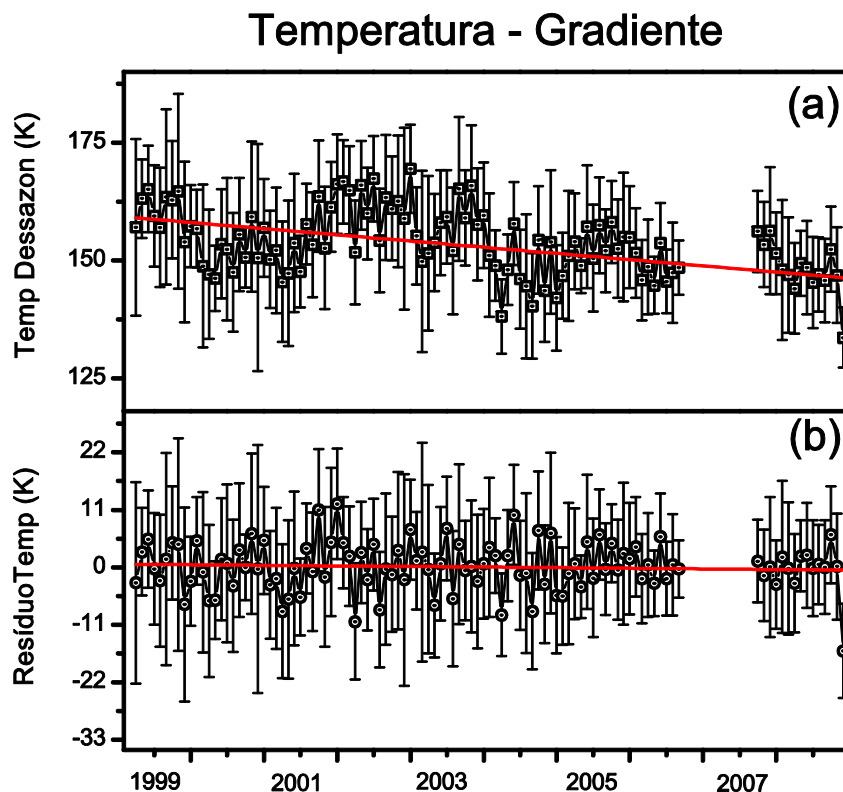 Temperatura - Gradiente
(a)
Temp Dessazon (K)
175
150
125
(b)
ResíduoTemp (K)
22
11
0
-11
-22
-33
1999 2001 2003 2005 2007